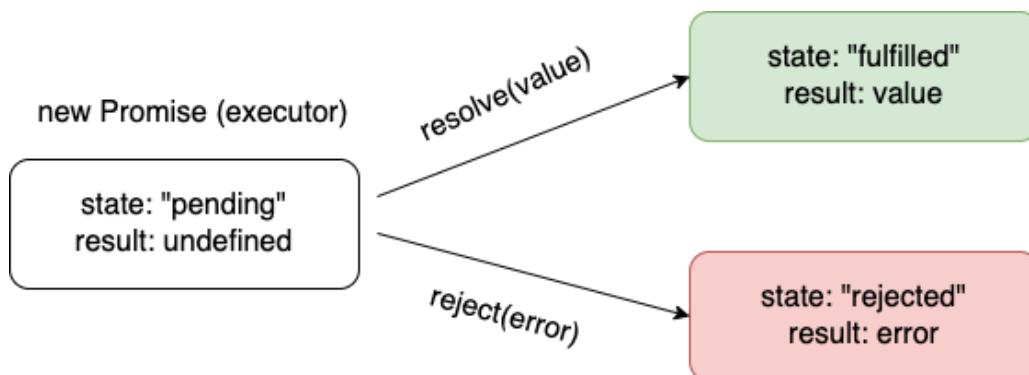 new Promise (executor)
state: "pending"
result: undefined
resolve(value)
state: "fulfilled"
result: value
reject(error)
state: "rejected"
result: error